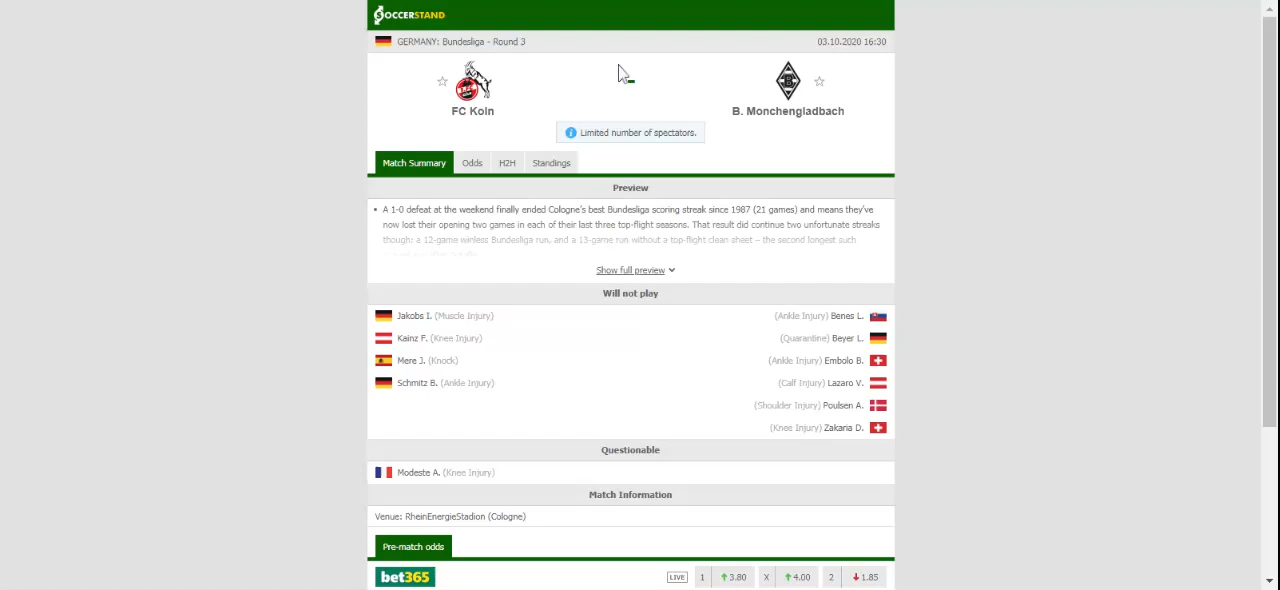 SOCCERSTAND
GERMANY: Bundesliga - Round 3 03.10.2020 16:30
FC Koln B. Monchengladbach
Limited number of spectators.
Match Summary Odds H2H Standings
Preview
• A 1-0 defeat at the weekend finally ended Cologne's best Bundesliga scoring streak since 1987 (21 games) and means they've
now lost their opening two games in each of their last three top-flight seasons. That result did continue two unfortunate streaks
though: a 12-game winless Bundesliga run, and a 13-game run without a top-flight clean sheet – the second longest such
Show full preview
Will not play
Jakobs I. (Muscle Injury) (Ankle Injury) Benes L.
Kainz F. (Knee Injury) (Quarantine) Beyer L.
Mere J. (Knock) (Ankle Injury) Embolo B.
Schmitz B. (Ankle Injury) (Calf Injury) Lazaro V.
(Shoulder Injury) Poulsen A.
(Knee Injury) Zakaria D.
Questionable
Modeste A. (Knee Injury)
Match Information
Venue: RheinEnergieStadion (Cologne)
Pre-match odds
bet365 LIVE 1 3.80 X 4.00 2 1.85